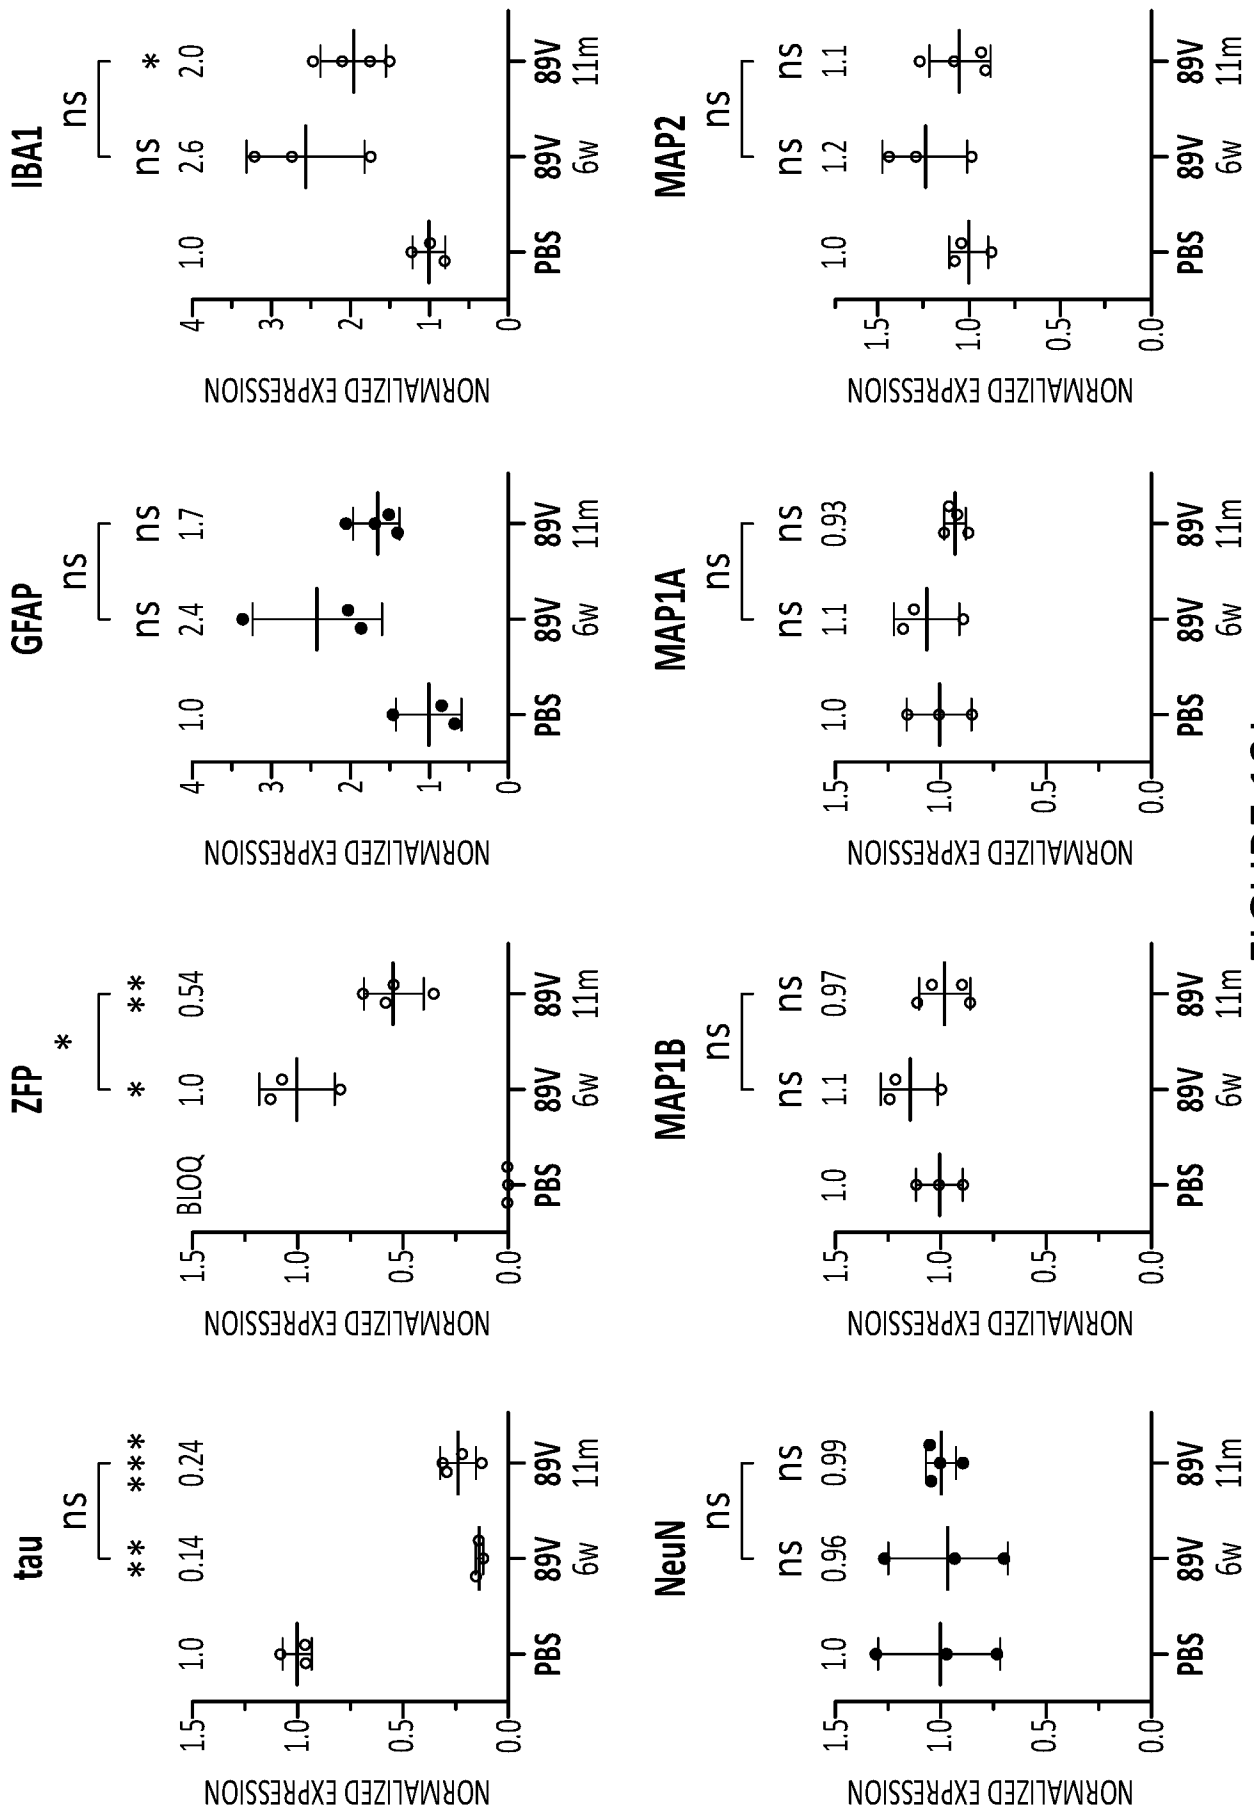 tau
ns
** ***
1.0 0.14 0.24
NORMALIZED EXPRESSION
1.5
1.0
0.5
0.0
PBS 89V 89V
6w 11m
ZFP
*
* **
BLOQ 1.0 0.54
NORMALIZED EXPRESSION
1.5
1.0
0.5
0.0
PBS 89V 89V
6w 11m
GFAP
ns
ns ns
1.0 2.4 1.7
NORMALIZED EXPRESSION
4
3
2
1
0
PBS 89V 89V
6w 11m
IBA1
ns
ns *
1.0 2.6 2.0
NORMALIZED EXPRESSION
4
3
2
1
0
PBS 89V 89V
6w 11m
NeuN
ns
ns ns
1.0 0.96 0.99
NORMALIZED EXPRESSION
1.5
1.0
0.5
0.0
PBS 89V 89V
6w 11m
MAP1B
ns
ns ns
1.0 1.1 0.97
NORMALIZED EXPRESSION
1.5
1.0
0.5
0.0
PBS 89V 89V
6w 11m
MAP1A
ns
1.0 1.1 0.93
NORMALIZED EXPRESSION
1.5
1.0
0.5
0.0
PBS 89V 89V
6w 11m
MAP2
ns
ns ns
1.0 1.2 1.1
NORMALIZED EXPRESSION
1.5
1.0
0.0
PBS 89V 89V
6w 11m